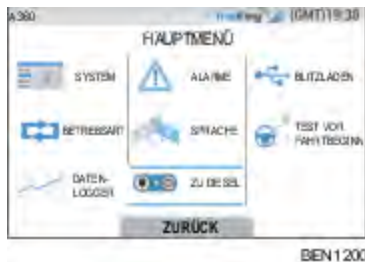 A360 (GMT)19:38
HAUPTMENÜ
SYSTEM
ALARME
BLITZLADEN
BETRIEBSART
SPRACHE
TEST VOR
FAHRTBEGINN
DATEN-
LOGGER
ZU DIESEL
ZURÜCK
BEN1200